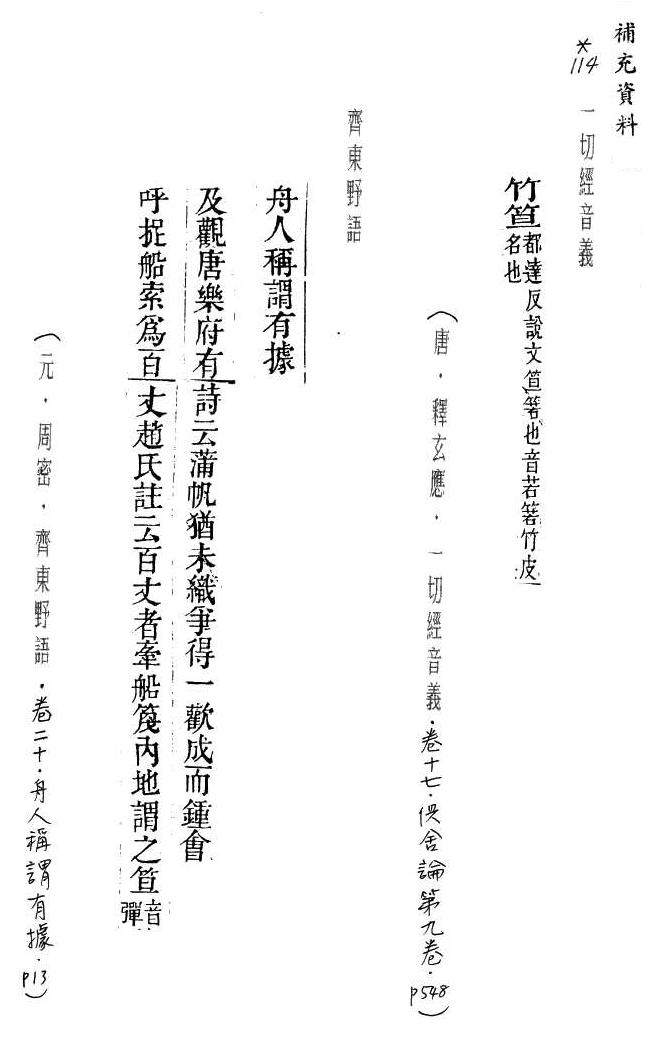 補充資料
*114 一切經音義
竹笪都達反說文笪箬也音若箬竹皮
名也
（唐．釋玄應．一切經音義．卷十七．俱舍論第九卷．p548）
齊東野語
舟人稱謂有據
及觀唐樂府有詩云蒲帆猶未織爭得一歡成而鍾會
呼捉船索爲百丈趙氏註云百丈者牽船筏內地謂之笪音
彈
（元．周密．齊東野語．卷二十．舟人稱謂有據．p13）